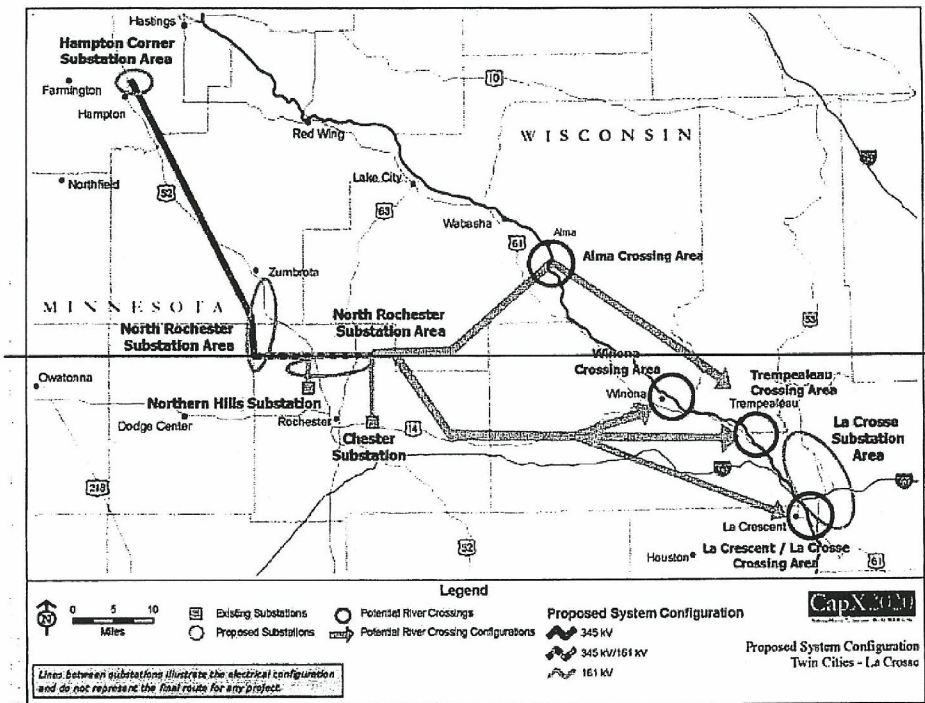 Hastings
Hampton Corner
Substation Area
Farmington
Hampton
10
Red Wing
WISCONSIN
Northfield
52
Lake City
63
Wabasha
61
Alma
Alma Crossing Area
Zumbrota
MINNESOTA
53
North Rochester
Substation Area
North Rochester
Substation Area
Winona
Crossing Area
Trempealeau
Crossing Area
Owatonna
Northern Hills Substation
Winona
Trempealeau
Dodge Center
Rochester
14
La Crosse
Substation
Area
Chester
Substation
218
La Crescent
52
Houston
La Crescent / La Crosse
Crossing Area
61
Legend
N
0 5 10
Miles
Existing Substations
Proposed Substations
Potential River Crossings
Potential River Crossing Configurations
Proposed System Configuration
345 kV
345 kV/161 kV
161 kV
CapX 2020
Proposed System Configuration
Twin Cities - La Crosse
Lines between substations illustrate the electrical configuration
and do not represent the final route for any project.